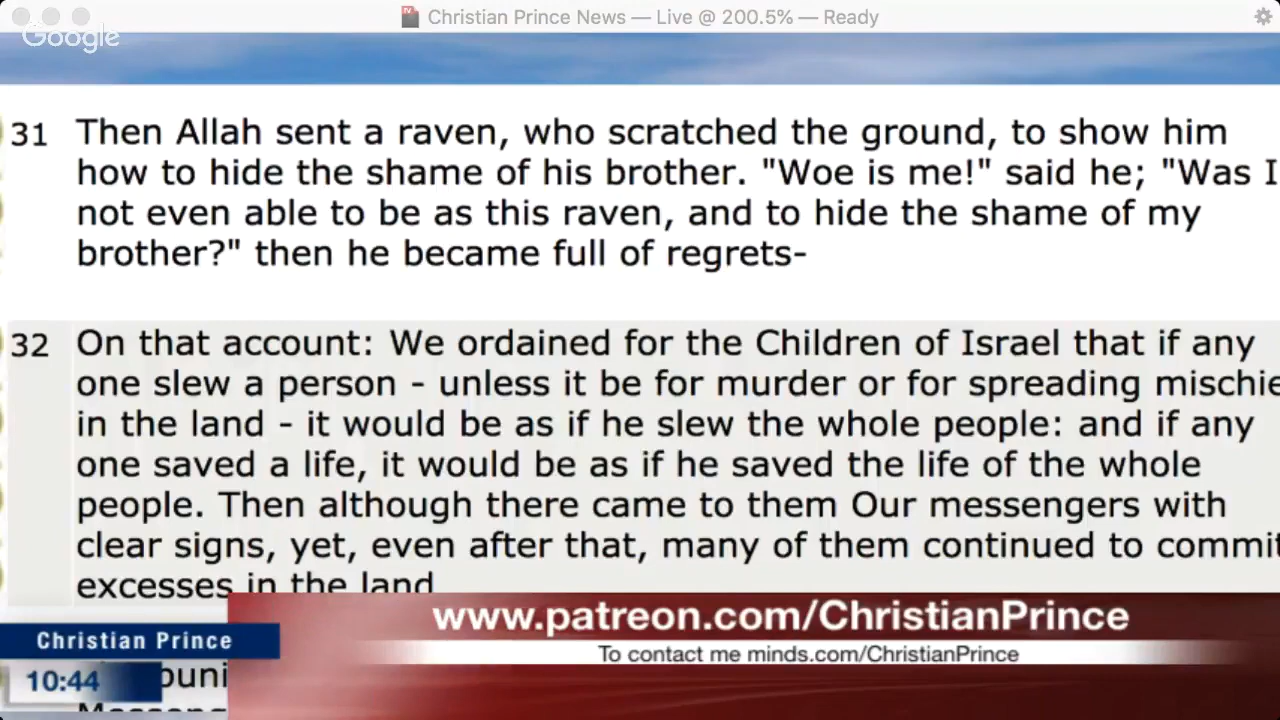 Christian Prince News — Live @ 200.5% — Ready
Google
31 Then Allah sent a raven, who scratched the ground, to show him
how to hide the shame of his brother. "Woe is me!" said he; "Was I
not even able to be as this raven, and to hide the shame of my
brother?" then he became full of regrets-
32 On that account: We ordained for the Children of Israel that if any
one slew a person - unless it be for murder or for spreading mischie
in the land - it would be as if he slew the whole people: and if any
one saved a life, it would be as if he saved the life of the whole
people. Then although there came to them Our messengers with
clear signs, yet, even after that, many of them continued to commit
excesses in the land
www.patreon.com/ChristianPrince
Christian Prince
To contact me minds.com/ChristianPrince
10:44